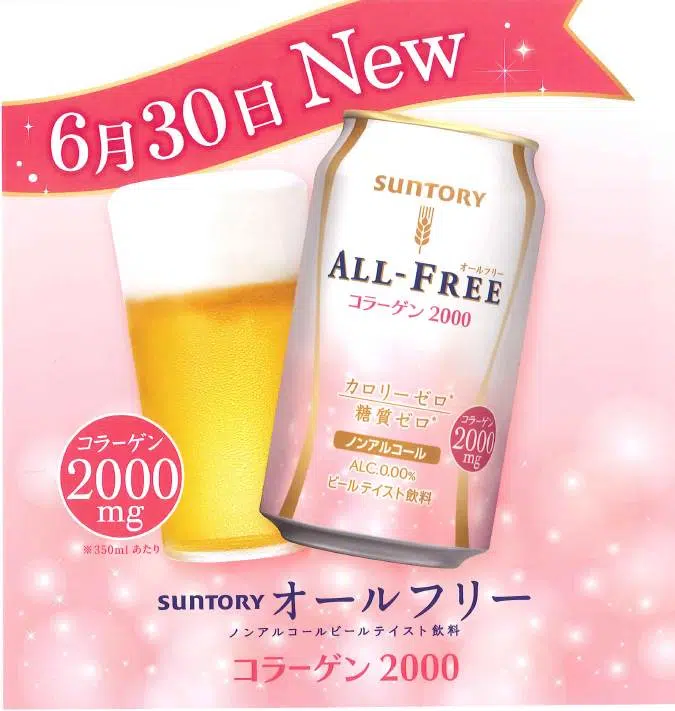 6月30日 New
SUNTORY
オールフリー
ALL-FREE
コラーゲン 2000
カロリーゼロ*
糖質ゼロ*
ノンアルコール
ALC.0.00%
ビールテイスト飲料
コラーゲン
2000
mg
コラーゲン
2000
mg
※350mlあたり
SUNTORY オールフリー
ノンアルコールビールテイスト飲料
コラーゲン 2000